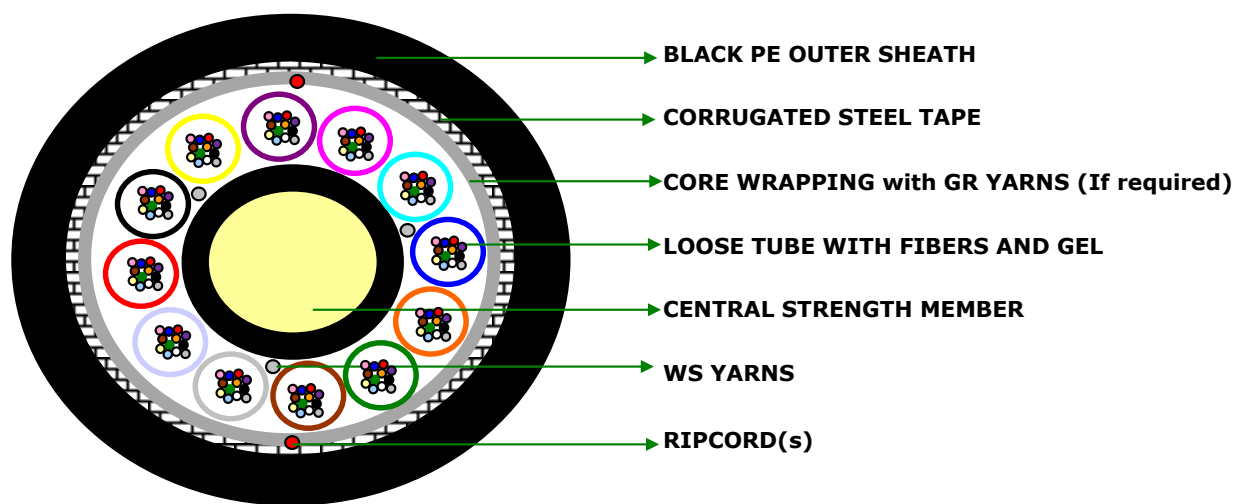 BLACK PE OUTER SHEATH
CORRUGATED STEEL TAPE
CORE WRAPPING with GR YARNS (If required)
LOOSE TUBE WITH FIBERS AND GEL
CENTRAL STRENGTH MEMBER
WS YARNS
RIPCORD(s)